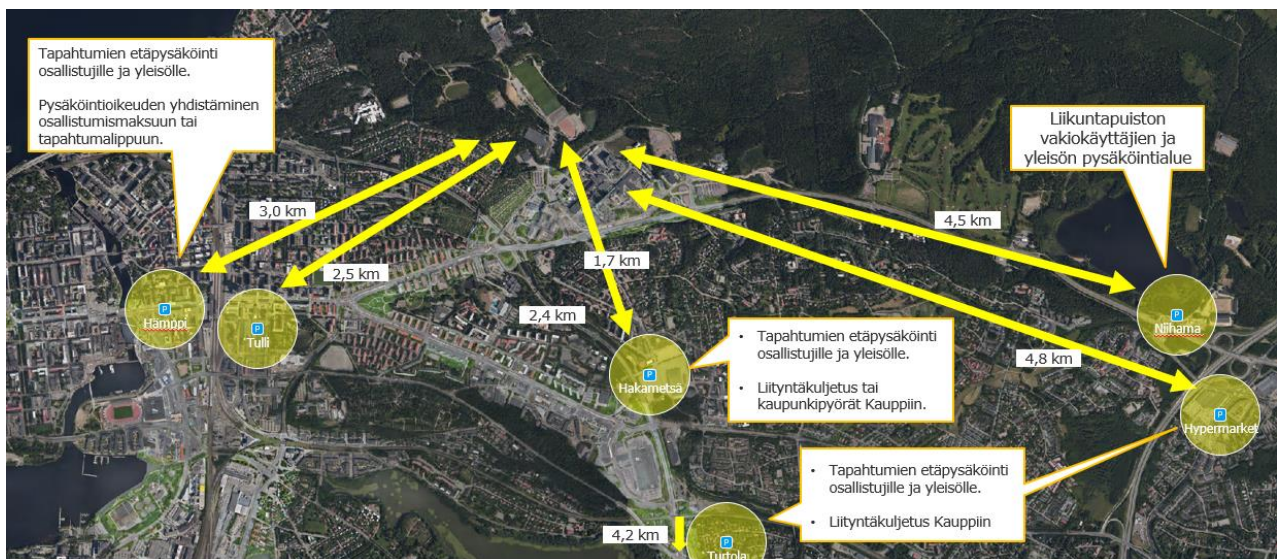 Tapahtumien etäpysäköinti
osallistujille ja yleisölle.
Pysäköintioikeuden yhdistäminen
osallistumismaksuun tai
tapahtumalippuun.
Liikuntapuiston
vakiokäyttäjien ja
yleisön pysäköintialue
3,0 km
4,5 km
2,5 km
1,7 km
2,4 km
4,8 km
P
Hämppi
P
Tulli
P
Niihama
P
Hakametsä
• Tapahtumien etäpysäköinti
osallistujille ja yleisölle.
• Liityntäkuljetus tai
kaupunkipyörät Kauppiin.
P
Hypermarket
• Tapahtumien etäpysäköinti
osallistujille ja yleisölle.
• Liityntäkuljetus Kauppiin
4,2 km
P
Turtola